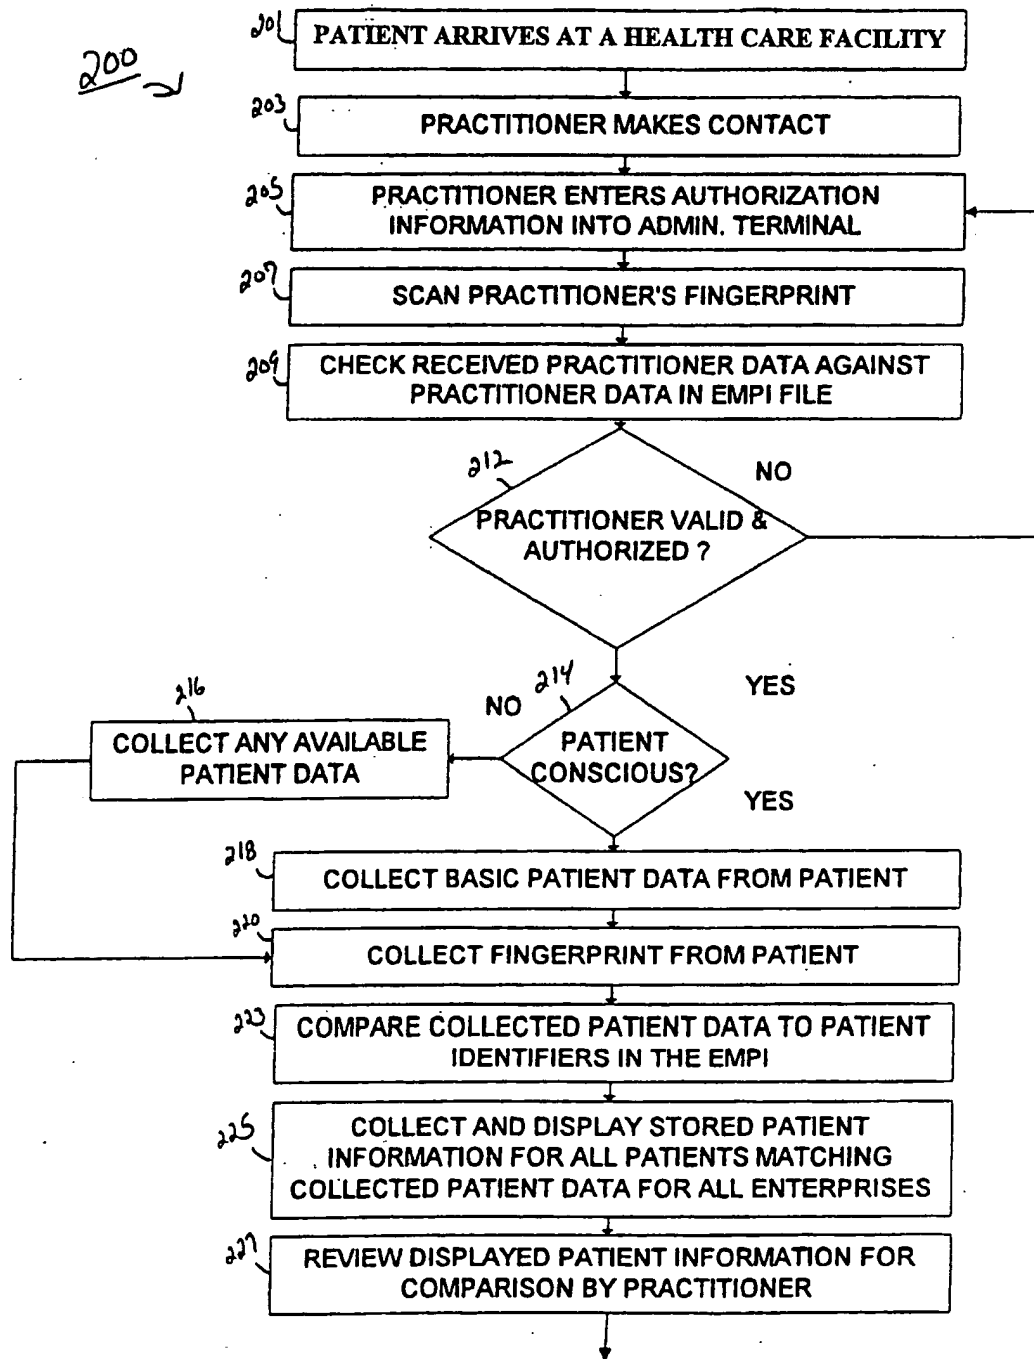 200
201
PATIENT ARRIVES AT A HEALTH CARE FACILITY
203
PRACTITIONER MAKES CONTACT
205
PRACTITIONER ENTERS AUTHORIZATION
INFORMATION INTO ADMIN. TERMINAL
207
SCAN PRACTITIONER'S FINGERPRINT
209
CHECK RECEIVED PRACTITIONER DATA AGAINST
PRACTITIONER DATA IN EMPI FILE
212
NO
PRACTITIONER VALID &
AUTHORIZED ?
214
YES
216
NO
COLLECT ANY AVAILABLE
PATIENT DATA
PATIENT
CONSCIOUS?
YES
218
COLLECT BASIC PATIENT DATA FROM PATIENT
220
COLLECT FINGERPRINT FROM PATIENT
223
COMPARE COLLECTED PATIENT DATA TO PATIENT
IDENTIFIERS IN THE EMPI
225
COLLECT AND DISPLAY STORED PATIENT
INFORMATION FOR ALL PATIENTS MATCHING
COLLECTED PATIENT DATA FOR ALL ENTERPRISES
227
REVIEW DISPLAYED PATIENT INFORMATION FOR
COMPARISON BY PRACTITIONER